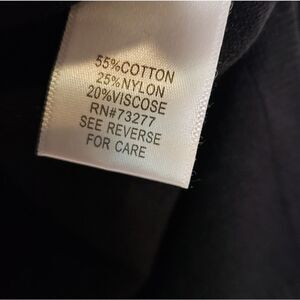 55%COTTON
25%NYLON
20%VISCOSE
RN#73277
SEE REVERSE
FOR CARE